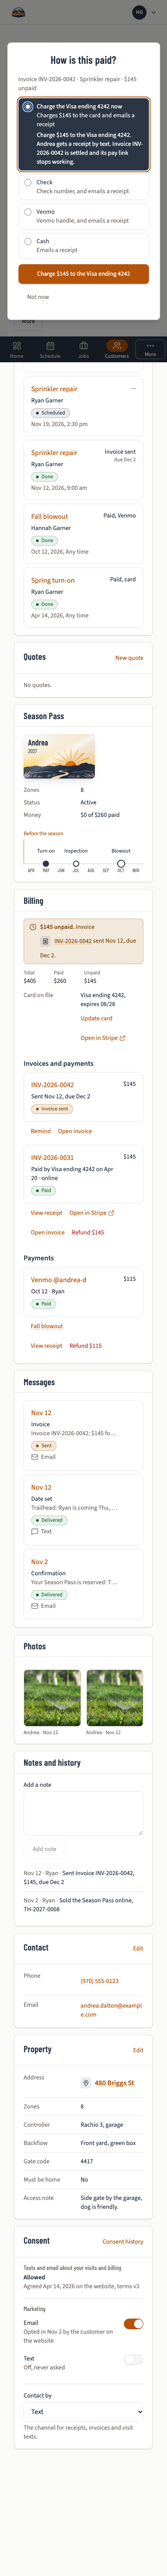 HG
How is this paid?
Invoice INV-2026-0042 · Sprinkler repair · $145
unpaid
Charge the Visa ending 4242 now
Charges $145 to the card and emails a
receipt
Charge $145 to the Visa ending 4242.
Andrea gets a receipt by text. Invoice INV-
2026-0042 is settled and its pay link
stops working.
Check
Check number, and emails a receipt
Venmo
Venmo handle, and emails a receipt
Cash
Emails a receipt
Charge $145 to the Visa ending 4242
Not now
More
Home
Schedule
Jobs
Customers
More
Sprinkler repair
—
Ryan Garner
Scheduled
Nov 19, 2026, 2:30 pm
Sprinkler repair
Invoice sent
due Dec 2
Ryan Garner
Done
Nov 12, 2026, 9:00 am
Fall blowout
Paid, Venmo
Hannah Garner
Done
Oct 12, 2026, Any time
Spring turn-on
Paid, card
Ryan Garner
Done
Apr 14, 2026, Any time
Quotes
New quote
No quotes.
Season Pass
Andrea
2027
Zones
8
Status
Active
Money
$0 of $260 paid
Before the season
Turn-on
Inspection
Blowout
APR MAY JUN JUL AUG SEP OCT NOV
Billing
$145 unpaid. Invoice
INV-2026-0042 sent Nov 12, due
Dec 2.
Total
$405
Paid
$260
Unpaid
$145
Card on file
Visa ending 4242,
expires 08/28
Update card
Open in Stripe
Invoices and payments
INV-2026-0042
$145
Sent Nov 12, due Dec 2
Invoice sent
Remind
Open invoice
INV-2026-0031
$145
Paid by Visa ending 4242 on Apr
20 · online
Paid
View receipt
Open in Stripe
Open invoice
Refund $145
Payments
Venmo @andrea-d
$115
Oct 12 · Ryan
Paid
Fall blowout
View receipt
Refund $115
Messages
Nov 12
Invoice
Invoice INV-2026-0042: $145 fo…
Sent
Email
Nov 12
Date set
Trailhead: Ryan is coming Thu, …
Delivered
Text
Nov 2
Confirmation
Your Season Pass is reserved: T…
Delivered
Email
Photos
Andrea · Nov 12
Andrea · Nov 12
Notes and history
Add a note
Add note
Nov 12 · Ryan · Sent Invoice INV-2026-0042,
$145, due Dec 2
Nov 2 · Ryan · Sold the Season Pass online,
TH-2027-0008
Contact
Edit
Phone
(970) 555-0123
Email
andrea.dalton@exampl
e.com
Property
Edit
Address
480 Briggs St
Zones
8
Controller
Rachio 3, garage
Backflow
Front yard, green box
Gate code
4417
Must be home
No
Access note
Side gate by the garage,
dog is friendly.
Consent
Consent history
Texts and email about your visits and billing
Allowed
Agreed Apr 14, 2026 on the website, terms v3
Marketing
Email
Opted in Nov 2 by the customer on
the website
Text
Off, never asked
Contact by
Text
The channel for receipts, invoices and visit
texts.